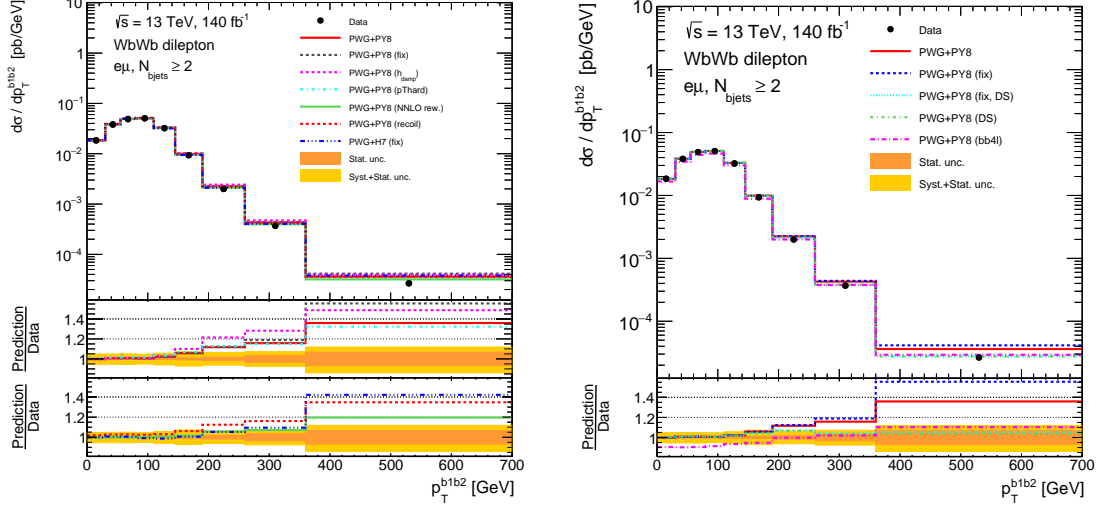 √s = 13 TeV, 140 fb⁻¹
WbWb dilepton
eμ, N_bjets ≥ 2
Data
PWG+PY8
PWG+PY8 (fix)
PWG+PY8 (h_damp)
PWG+PY8 (pThard)
PWG+PY8 (NNLO rew.)
PWG+PY8 (recoil)
PWG+H7 (fix)
Stat. unc.
Syst.+Stat. unc.
dσ / dp_T^b1b2 [pb/GeV]
10⁻¹
10⁻²
10⁻³
10⁻⁴
Prediction
Data
1.4
1.2
1
Prediction
Data
1.4
1.2
1
0 100 200 300 400 500 600 700
p_T^b1b2 [GeV]
√s = 13 TeV, 140 fb⁻¹
WbWb dilepton
eμ, N_bjets ≥ 2
Data
PWG+PY8
PWG+PY8 (fix)
PWG+PY8 (fix, DS)
PWG+PY8 (DS)
PWG+PY8 (bb4l)
Stat. unc.
Syst.+Stat. unc.
dσ / dp_T^b1b2 [pb/GeV]
1
10⁻¹
10⁻²
10⁻³
10⁻⁴
Prediction
Data
1.4
1.2
1
0 100 200 300 400 500 600 700
p_T^b1b2 [GeV]